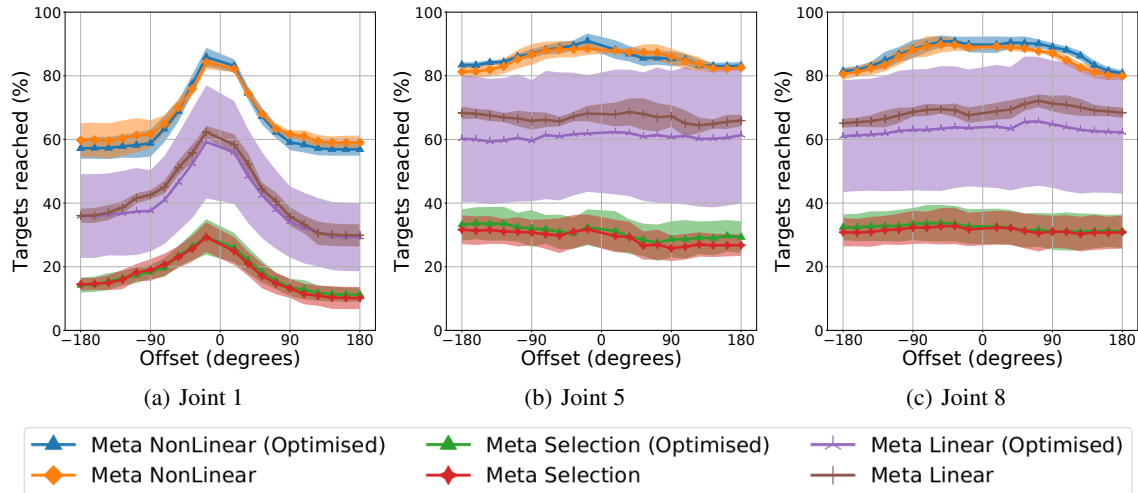 100
80
60
40
20
0
Targets reached (%)
−180 −90 0 90 180
Offset (degrees)
(a) Joint 1
100
80
60
40
20
0
Targets reached (%)
−180 −90 0 90 180
Offset (degrees)
(b) Joint 5
100
80
60
40
20
0
Targets reached (%)
−180 −90 0 90 180
Offset (degrees)
(c) Joint 8
Meta NonLinear (Optimised) Meta Selection (Optimised) Meta Linear (Optimised)
Meta NonLinear Meta Selection Meta Linear